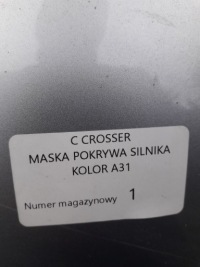 C CROSSER
MASKA POKRYWA SILNIKA
KOLOR A31
Numer magazynowy 1